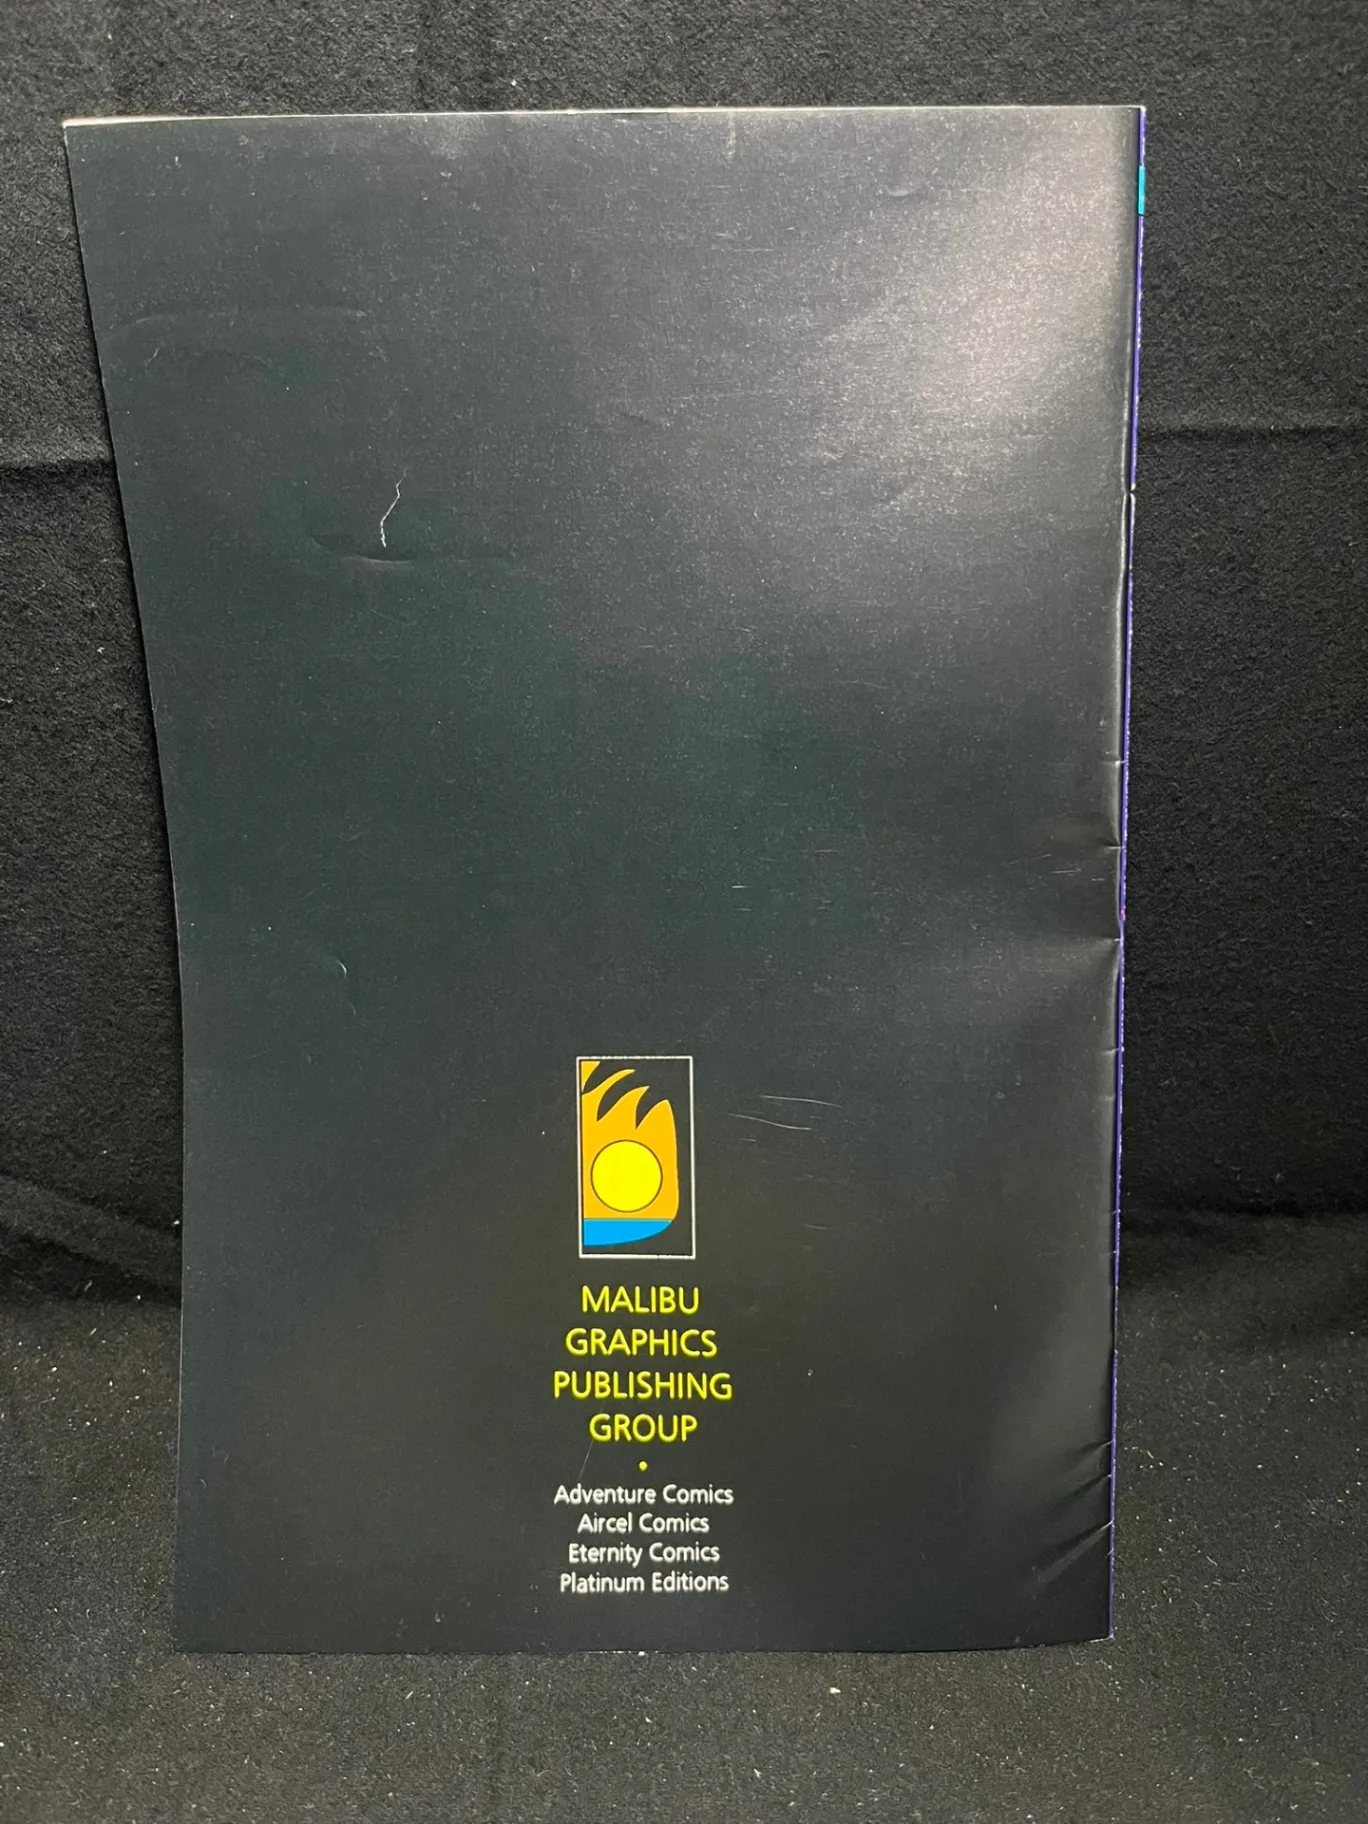 MALIBU
GRAPHICS
PUBLISHING
GROUP
•
Adventure Comics
Aircel Comics
Eternity Comics
Platinum Editions